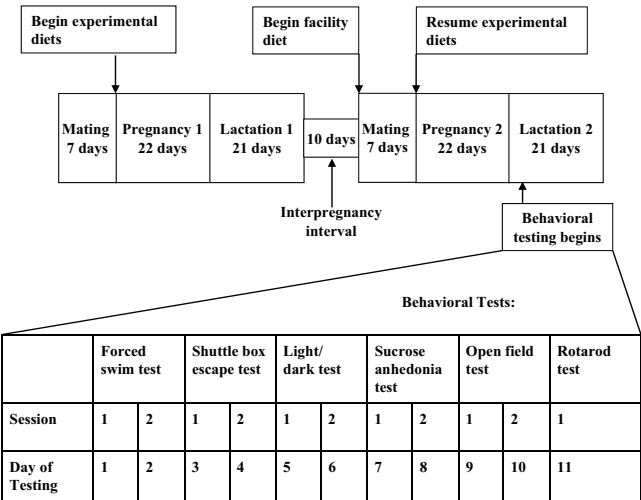 Begin experimental
diets
Begin facility
diet
Resume experimental
diets
Mating
7 days
Pregnancy 1
22 days
Lactation 1
21 days
10 days
Mating
7 days
Pregnancy 2
22 days
Lactation 2
21 days
Interpregnancy
interval
Behavioral
testing begins
Behavioral Tests:
Forced
swim test
Shuttle box
escape test
Light/
dark test
Sucrose
anhedonia
test
Open field
test
Rotarod
test
Session 1 2 1 2 1 2 1 2 1 2 1
Day of
Testing
1 2 3 4 5 6 7 8 9 10 11